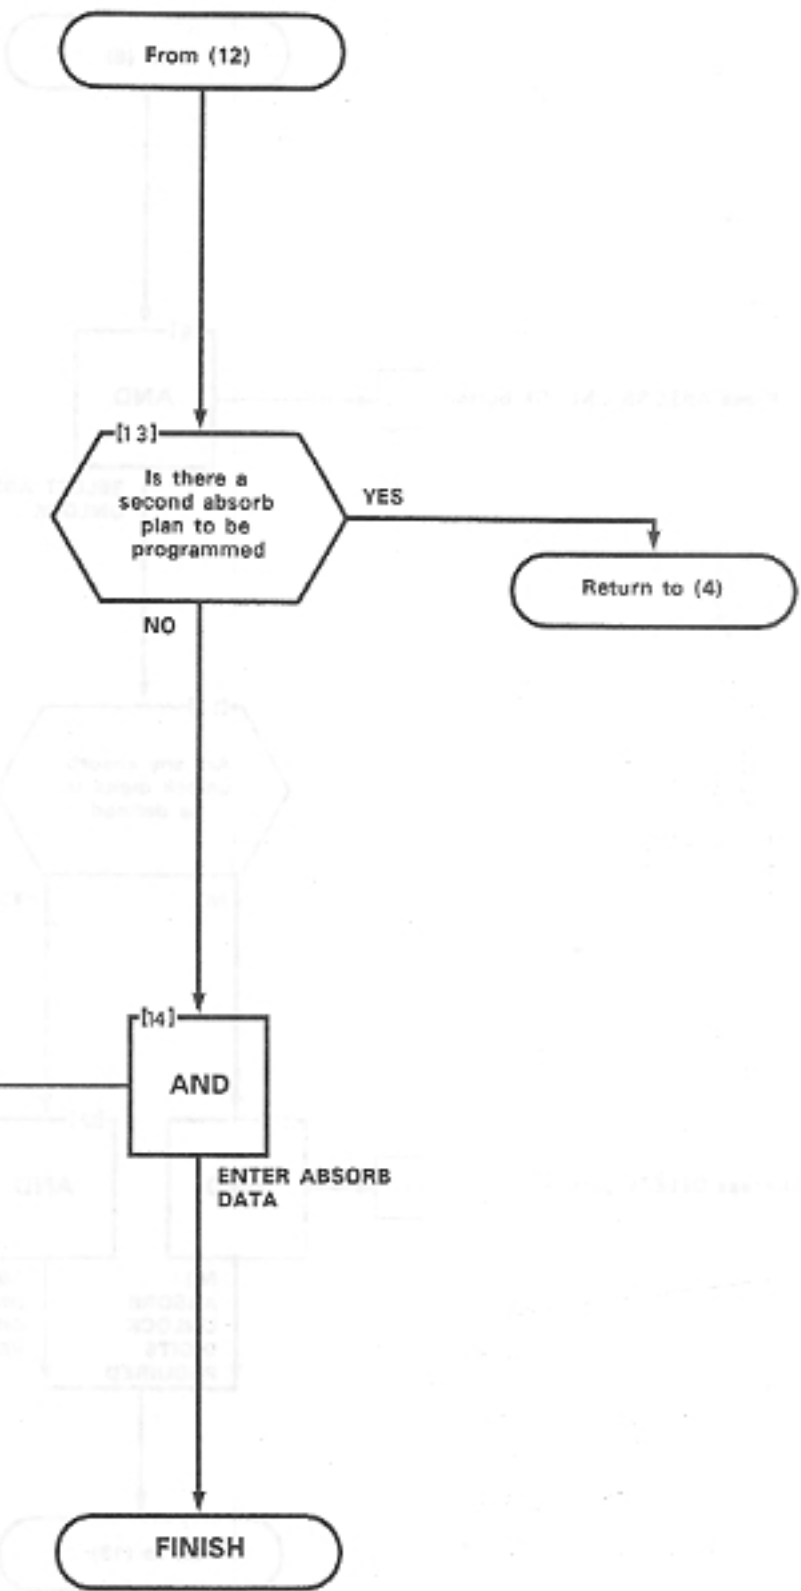 From (12)
[13]
Is there a
second absorb
plan to be
programmed
YES
Return to (4)
NO
[14]
AND
ENTER ABSORB
DATA
FINISH